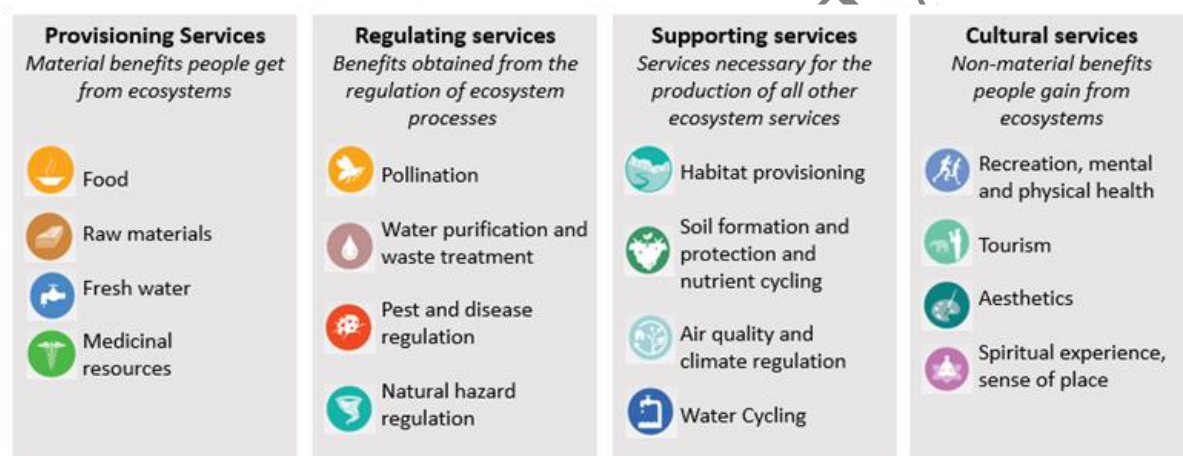 Provisioning Services
Material benefits people get
from ecosystems
Food
Raw materials
Fresh water
Medicinal
resources
Regulating services
Benefits obtained from the
regulation of ecosystem
processes
Pollination
Water purification and
waste treatment
Pest and disease
regulation
Natural hazard
regulation
Supporting services
Services necessary for the
production of all other
ecosystem services
Habitat provisioning
Soil formation and
protection and
nutrient cycling
Air quality and
climate regulation
Water Cycling
Cultural services
Non-material benefits
people gain from
ecosystems
Recreation, mental
and physical health
Tourism
Aesthetics
Spiritual experience,
sense of place